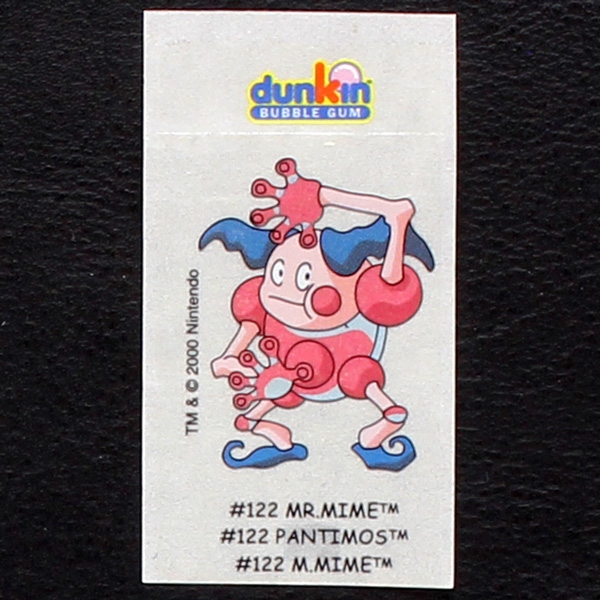 dunkin
BUBBLE GUM
TM & © 2000 Nintendo
#122 MR.MIME™
#122 PANTIMOS™
#122 M.MIME™